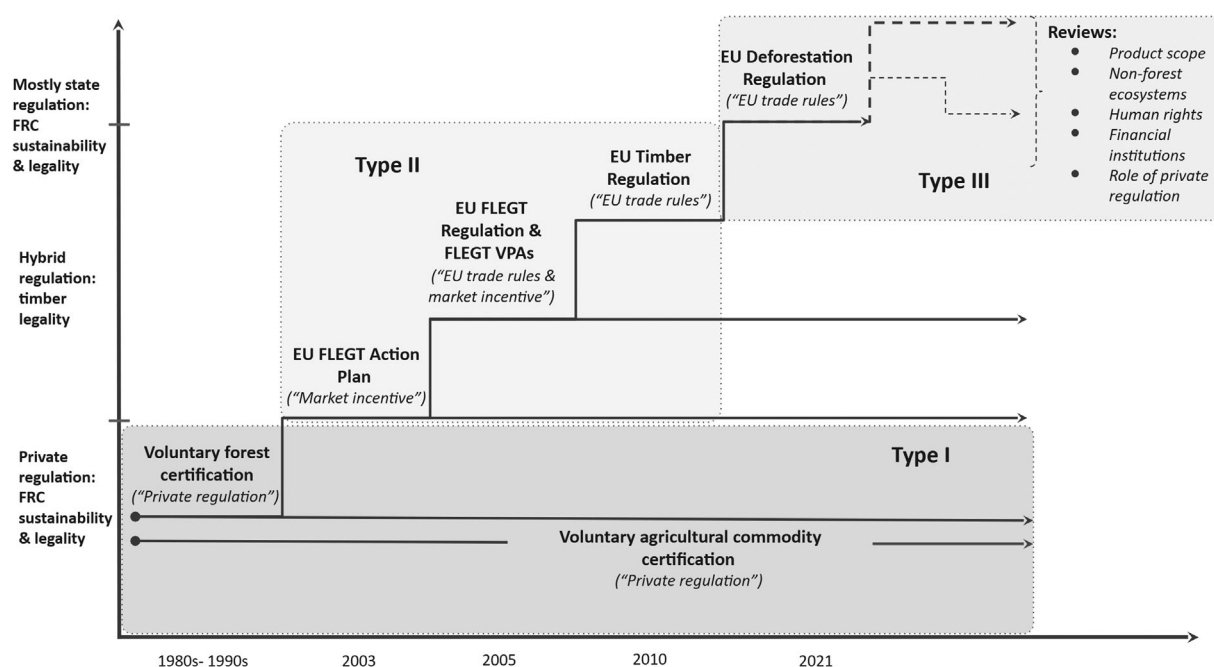 Mostly state
regulation:
FRC
sustainability
& legality
Hybrid
regulation:
timber
legality
Private
regulation:
FRC
sustainability
& legality
Type II
EU FLEGT Action
Plan
(“Market incentive”)
EU FLEGT
Regulation &
FLEGT VPAs
(“EU trade rules &
market incentive”)
EU Timber
Regulation
(“EU trade rules”)
EU Deforestation
Regulation
(“EU trade rules”)
Type III
Reviews:
● Product scope
● Non-forest
ecosystems
● Human rights
● Financial
institutions
● Role of private
regulation
Type I
Voluntary forest
certification
(“Private regulation”)
Voluntary agricultural commodity
certification
(“Private regulation”)
1980s- 1990s
2003
2005
2010
2021